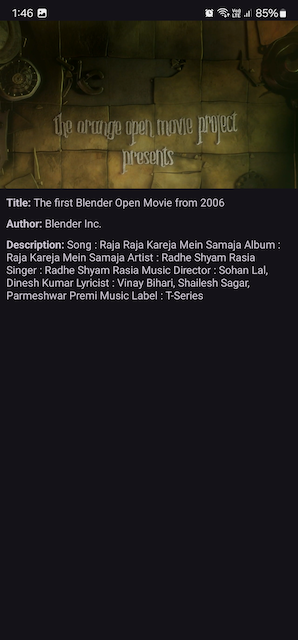 1:46
Vo))
LTE
85%
the orange open movie project
presents
Title: The first Blender Open Movie from 2006
Author: Blender Inc.
Description: Song : Raja Raja Kareja Mein Samaja Album :
Raja Kareja Mein Samaja Artist : Radhe Shyam Rasia
Singer : Radhe Shyam Rasia Music Director : Sohan Lal,
Dinesh Kumar Lyricist : Vinay Bihari, Shailesh Sagar,
Parmeshwar Premi Music Label : T-Series